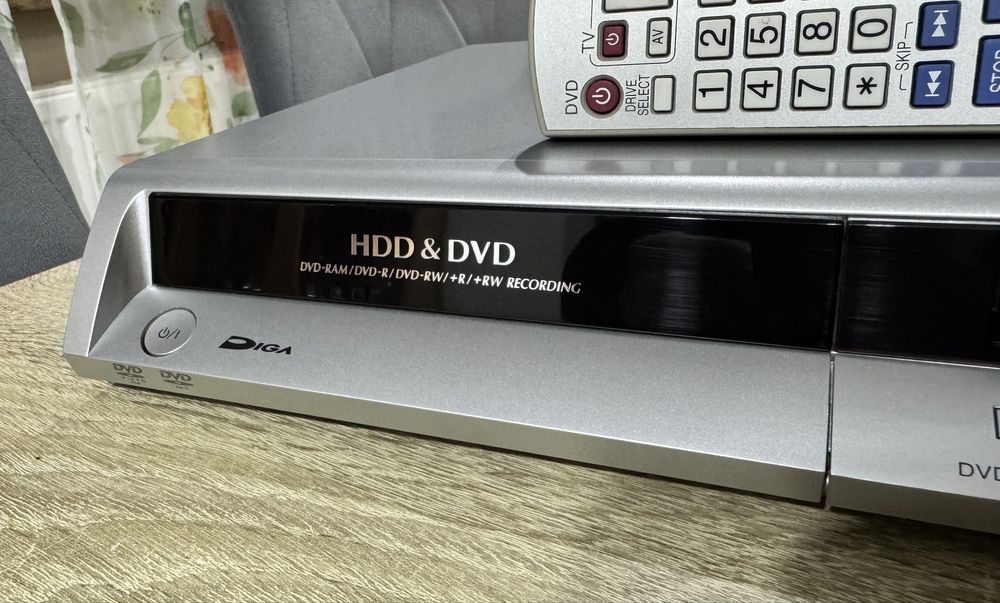 TV
AV
2
5
8
0
SKIP
DVD
DRIVE
SELECT
1
4
7
*
STOP
HDD & DVD
DVD-RAM/DVD-R/DVD-RW/+R/+RW RECORDING
DIGA
DVD
DVD
DVD